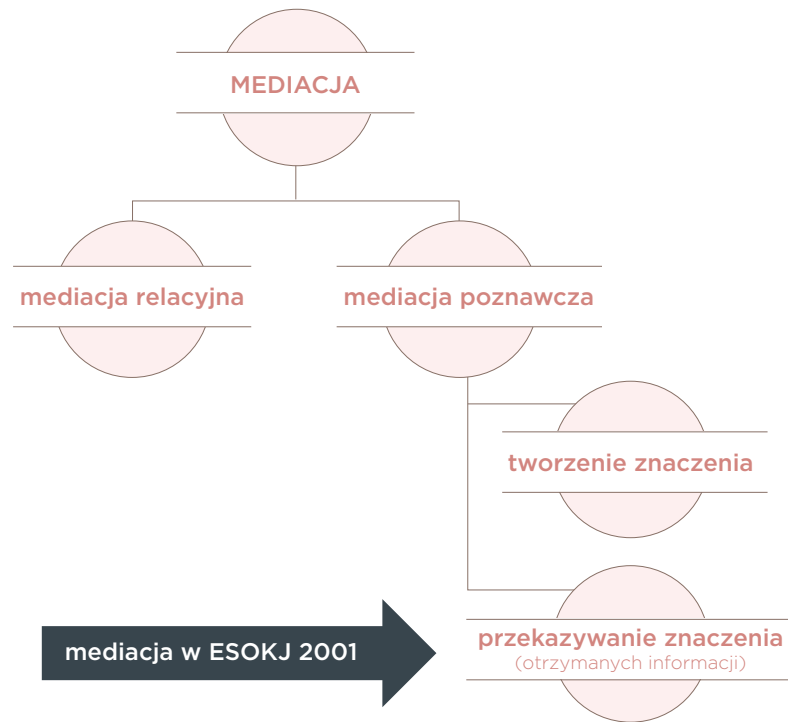 MEDIACJA
mediacja relacyjna
mediacja poznawcza
tworzenie znaczenia
przekazywanie znaczenia
(otrzymanych informacji)
mediacja w ESOKJ 2001